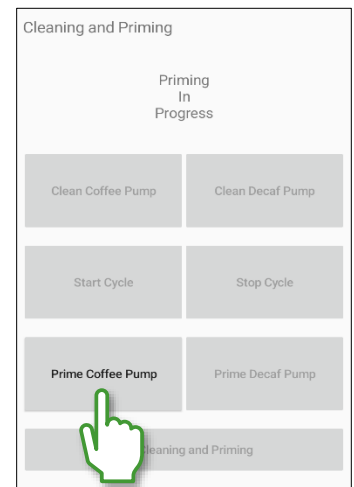 Cleaning and Priming
Priming
In
Progress
Clean Coffee Pump
Clean Decaf Pump
Start Cycle
Stop Cycle
Prime Coffee Pump
Prime Decaf Pump
Cleaning and Priming